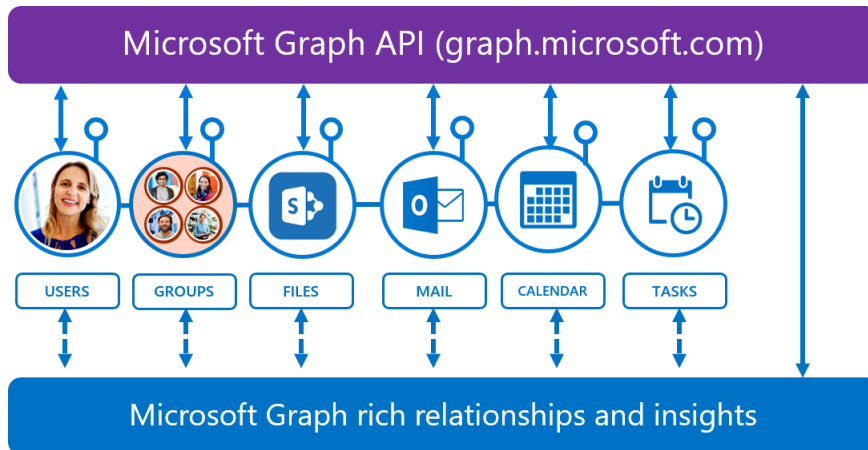 Microsoft Graph API (graph.microsoft.com)
S
O
USERS
GROUPS
FILES
MAIL
CALENDAR
TASKS
Microsoft Graph rich relationships and insights